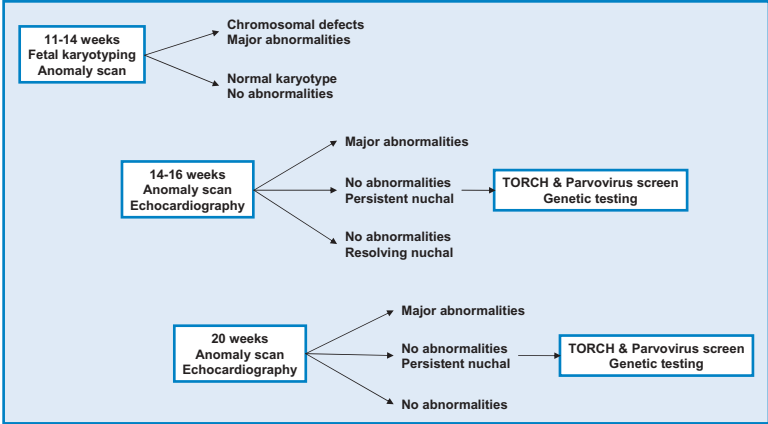 11-14 weeks
Fetal karyotyping
Anomaly scan
Chromosomal defects
Major abnormalities
Normal karyotype
No abnormalities
14-16 weeks
Anomaly scan
Echocardiography
Major abnormalities
No abnormalities
Persistent nuchal
TORCH & Parvovirus screen
Genetic testing
No abnormalities
Resolving nuchal
20 weeks
Anomaly scan
Echocardiography
Major abnormalities
No abnormalities
Persistent nuchal
TORCH & Parvovirus screen
Genetic testing
No abnormalities